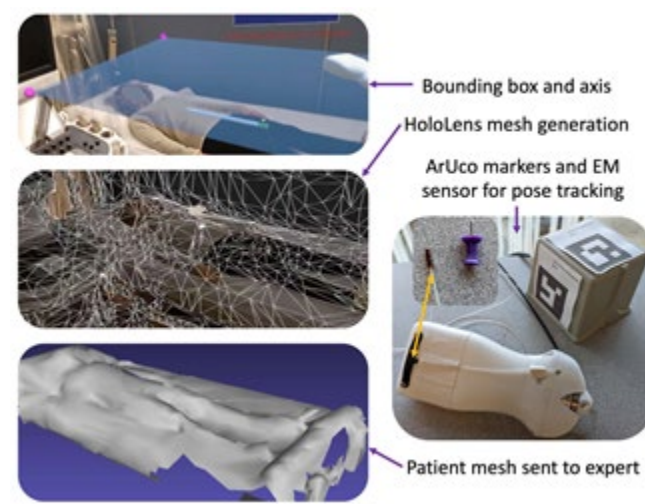 Bounding box and axis
HoloLens mesh generation
ArUco markers and EM
sensor for pose tracking
Patient mesh sent to expert